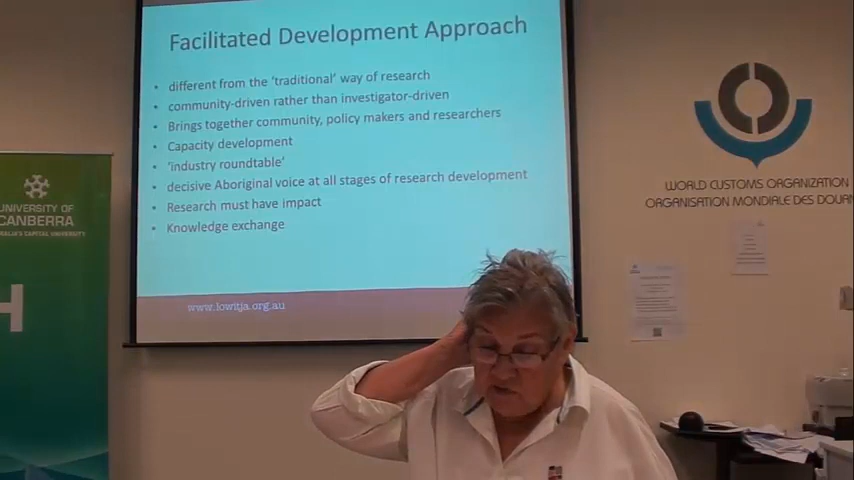 Facilitated Development Approach
• different from the 'traditional' way of research
• community-driven rather than investigator-driven
• Brings together community, policy makers and researchers
• Capacity development
• 'industry roundtable'
• decisive Aboriginal voice at all stages of research development
• Research must have impact
• Knowledge exchange
www.lowitja.org.au
UNIVERSITY OF
CANBERRA
AUSTRALIA'S CAPITAL UNIVERSITY
H
WORLD CUSTOMS ORGANIZATION
ORGANISATION MONDIALE DES DOUAN